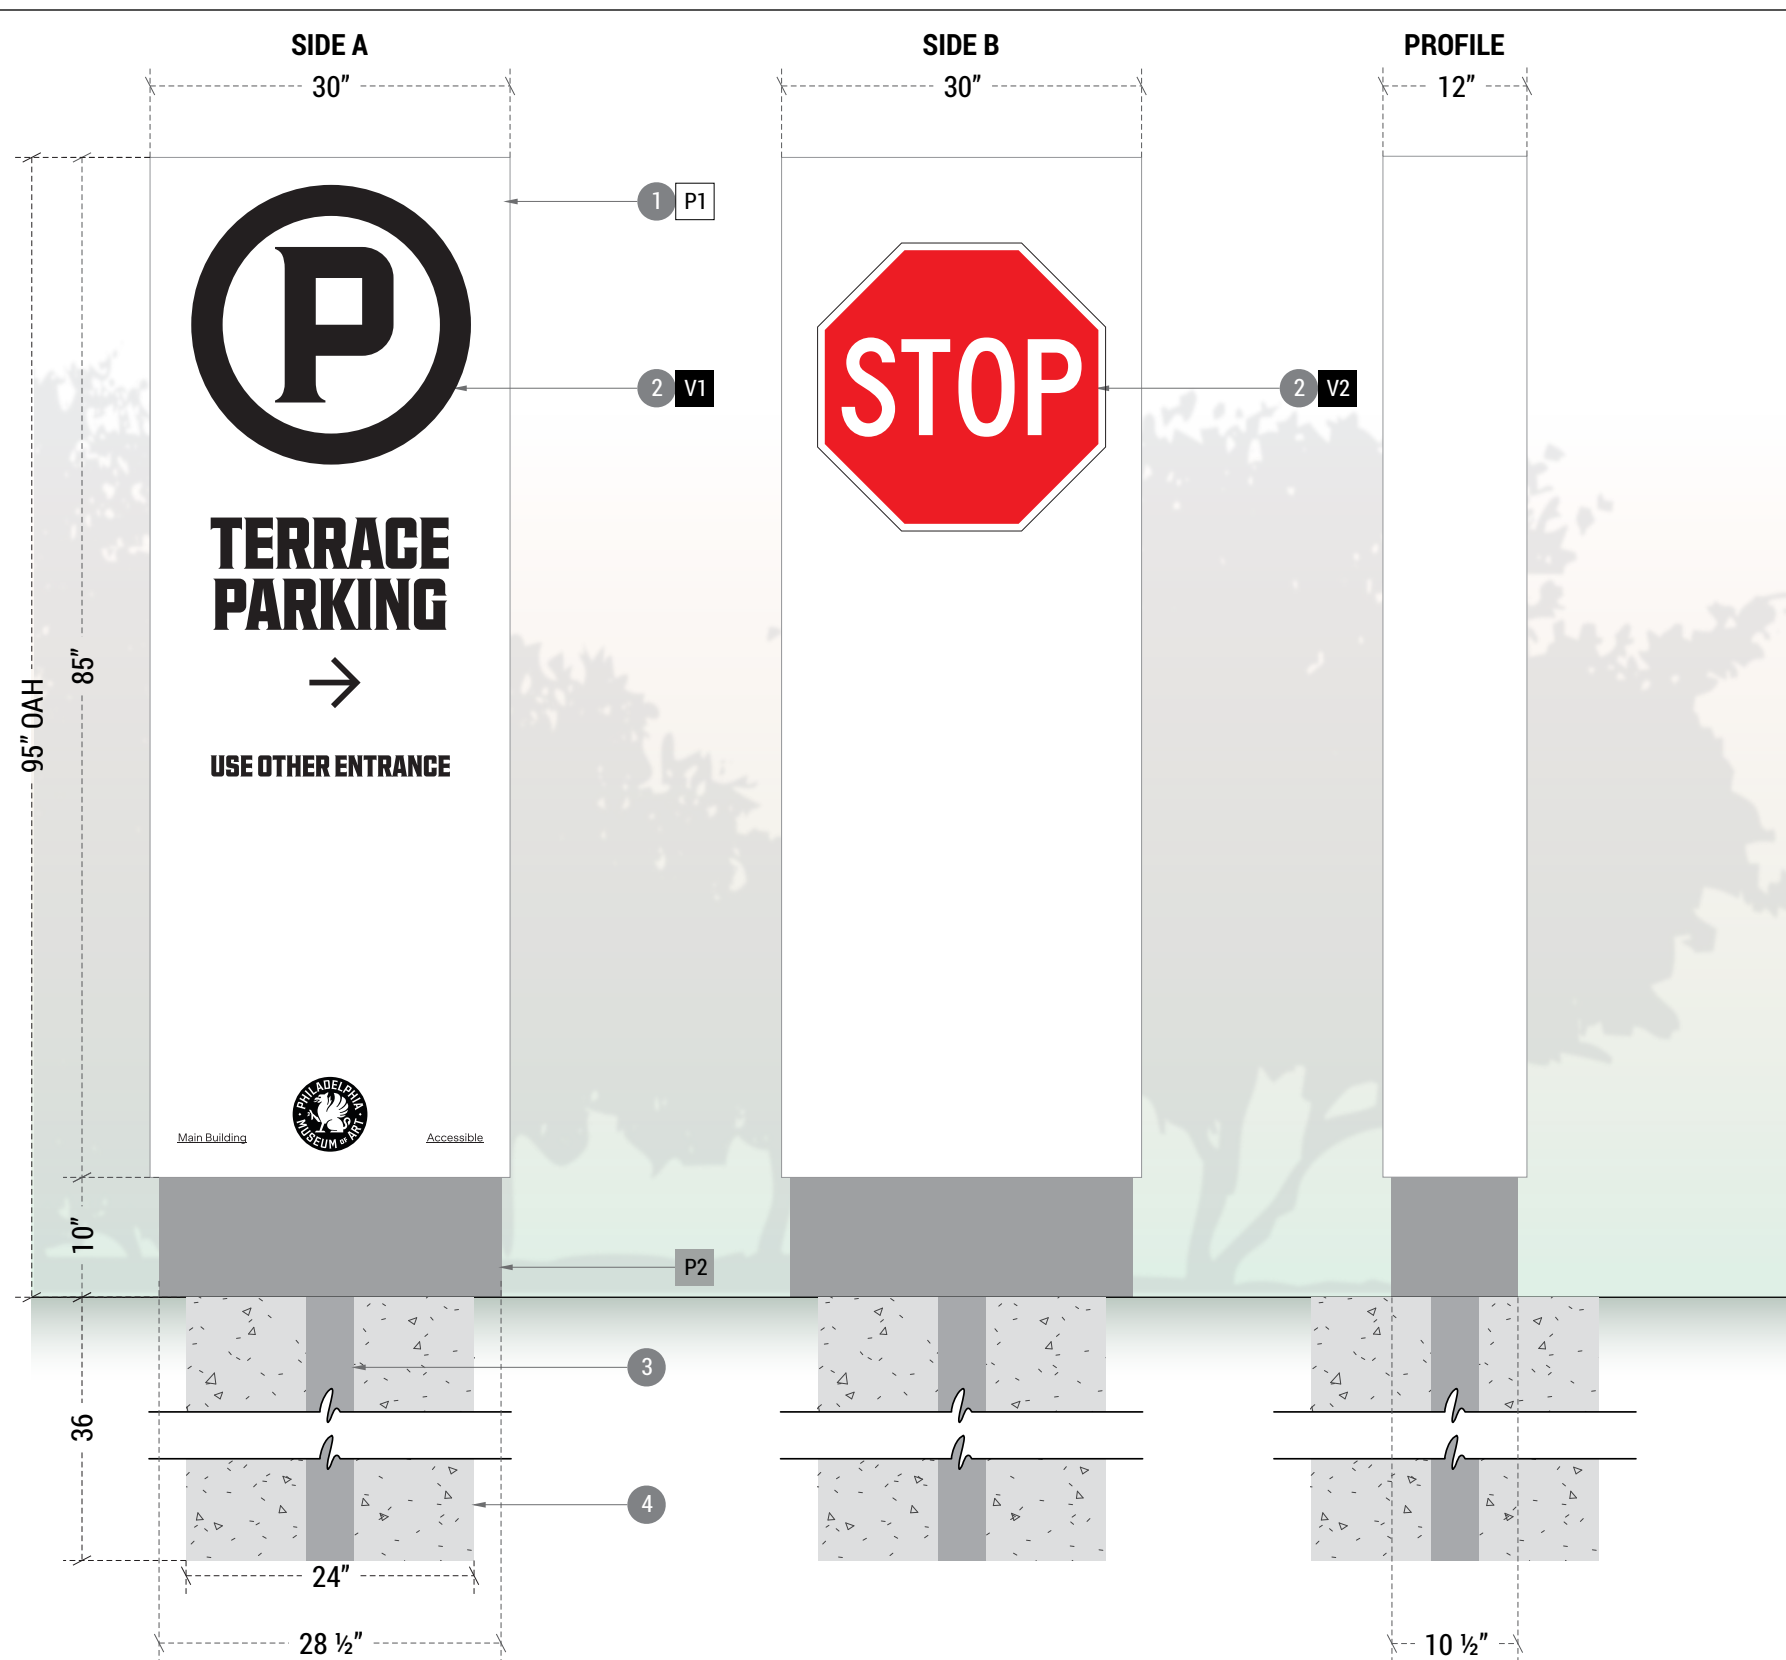 SIDE A
30”
SIDE B
30”
PROFILE
12”
P
1 P1
STOP
2 V1
2 V2
TERRACE
PARKING
→
USE OTHER ENTRANCE
95” OAH
85”
PHILADELPHIA
MUSEUM OF ART
Main Building
Accessible
10”
P2
3
36
4
24”
28 ½”
10 ½”